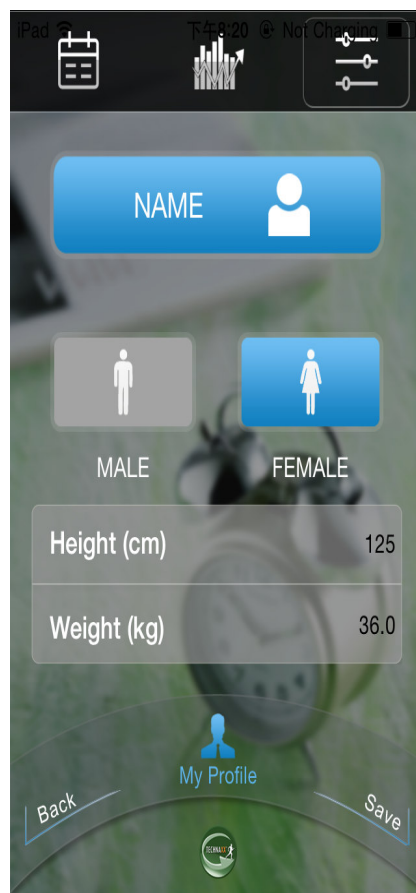 iPad 下午8:20 Not Charging
NAME
MALE FEMALE
Height (cm) 125
Weight (kg) 36.0
My Profile
Back Save
TECHNAXX